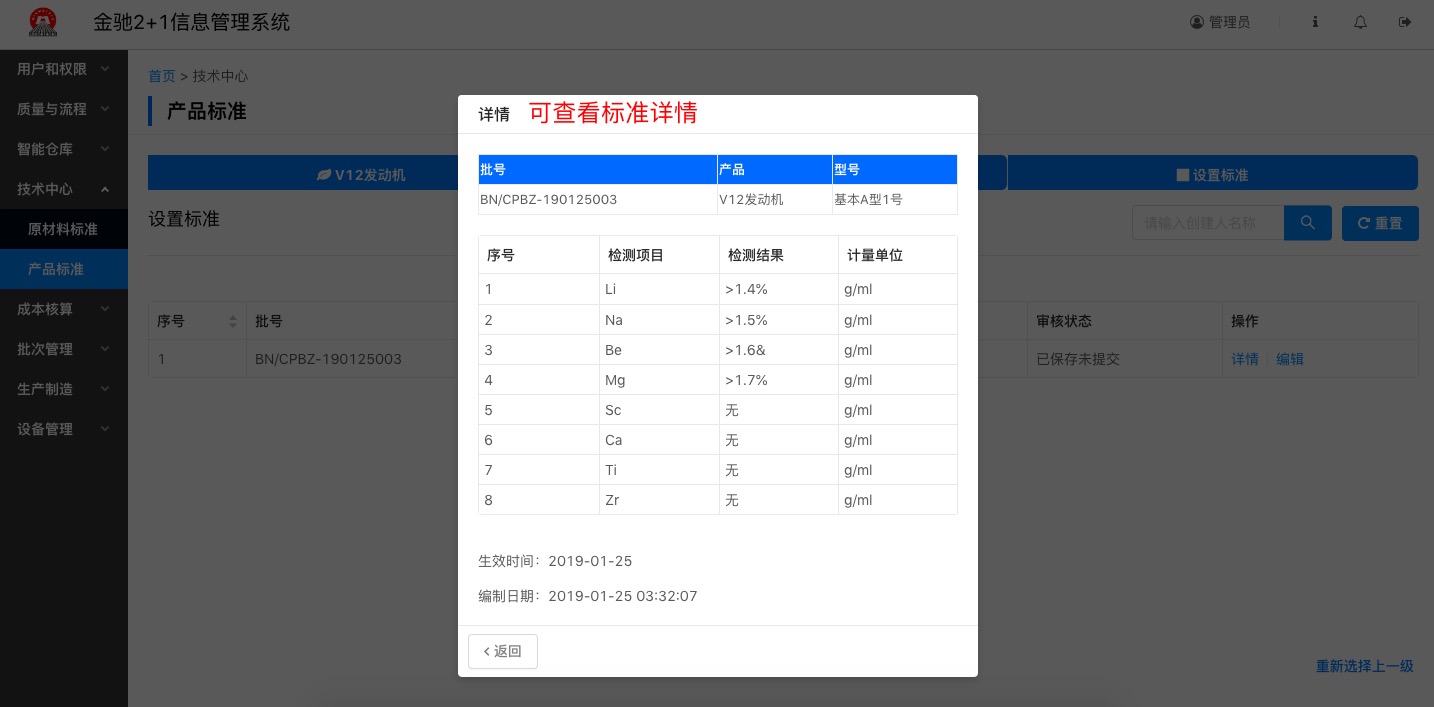 金驰2+1信息管理系统
管理员
用户和权限
质量与流程
智能仓库
技术中心
原材料标准
产品标准
成本核算
批次管理
生产制造
设备管理
首页 > 技术中心
产品标准
V12发动机
设置标准
设置标准
请输入创建人名称
重置
序号 批号 审核状态 操作
1 BN/CPBZ-190125003 已保存未提交 详情 编辑
重新选择上一级
详情 可查看标准详情
批号 产品 型号
BN/CPBZ-190125003 V12发动机 基本A型1号
序号 检测项目 检测结果 计量单位
1 Li >1.4% g/ml
2 Na >1.5% g/ml
3 Be >1.6& g/ml
4 Mg >1.7% g/ml
5 Sc 无 g/ml
6 Ca 无 g/ml
7 Ti 无 g/ml
8 Zr 无 g/ml
生效时间：2019-01-25
编制日期：2019-01-25 03:32:07
返回